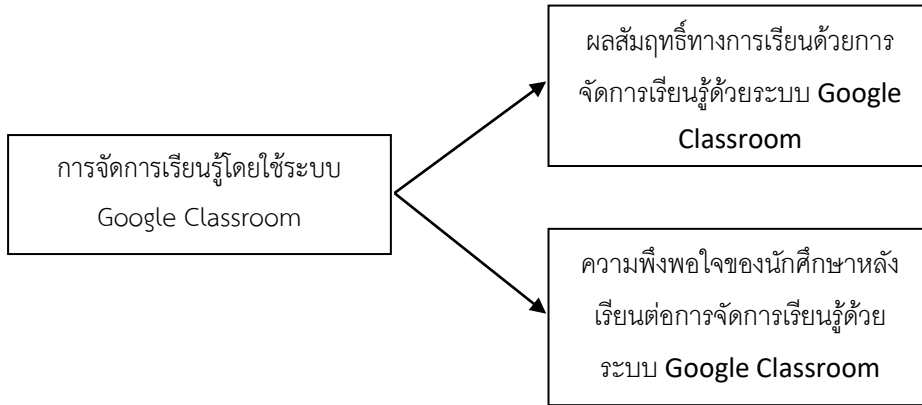 การจัดการเรียนรู้โดยใช้ระบบ
Google Classroom
ผลสัมฤทธิ์ทางการเรียนด้วยการ
จัดการเรียนรู้ด้วยระบบ Google
Classroom
ความพึงพอใจของนักศึกษาหลัง
เรียนต่อการจัดการเรียนรู้ด้วย
ระบบ Google Classroom